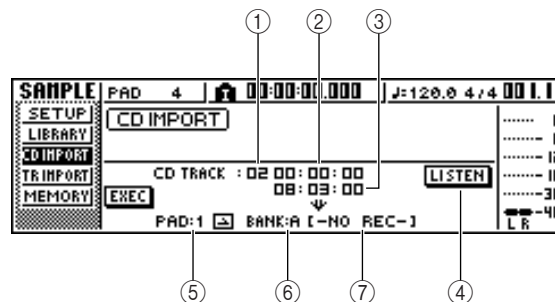 ① ② ③
SAMPLE PAD 4 00:00:00.000 ♩=120.0 4/4 001.1
SETUP
CD IMPORT
LIBRARY
CD IMPORT
CD TRACK : 02 00:00:00
LISTEN
TR IMPORT
08:03:00
MEMORY
EXEC
L R
PAD:1 BANK:A [-NO REC-]
④
⑤ ⑥ ⑦